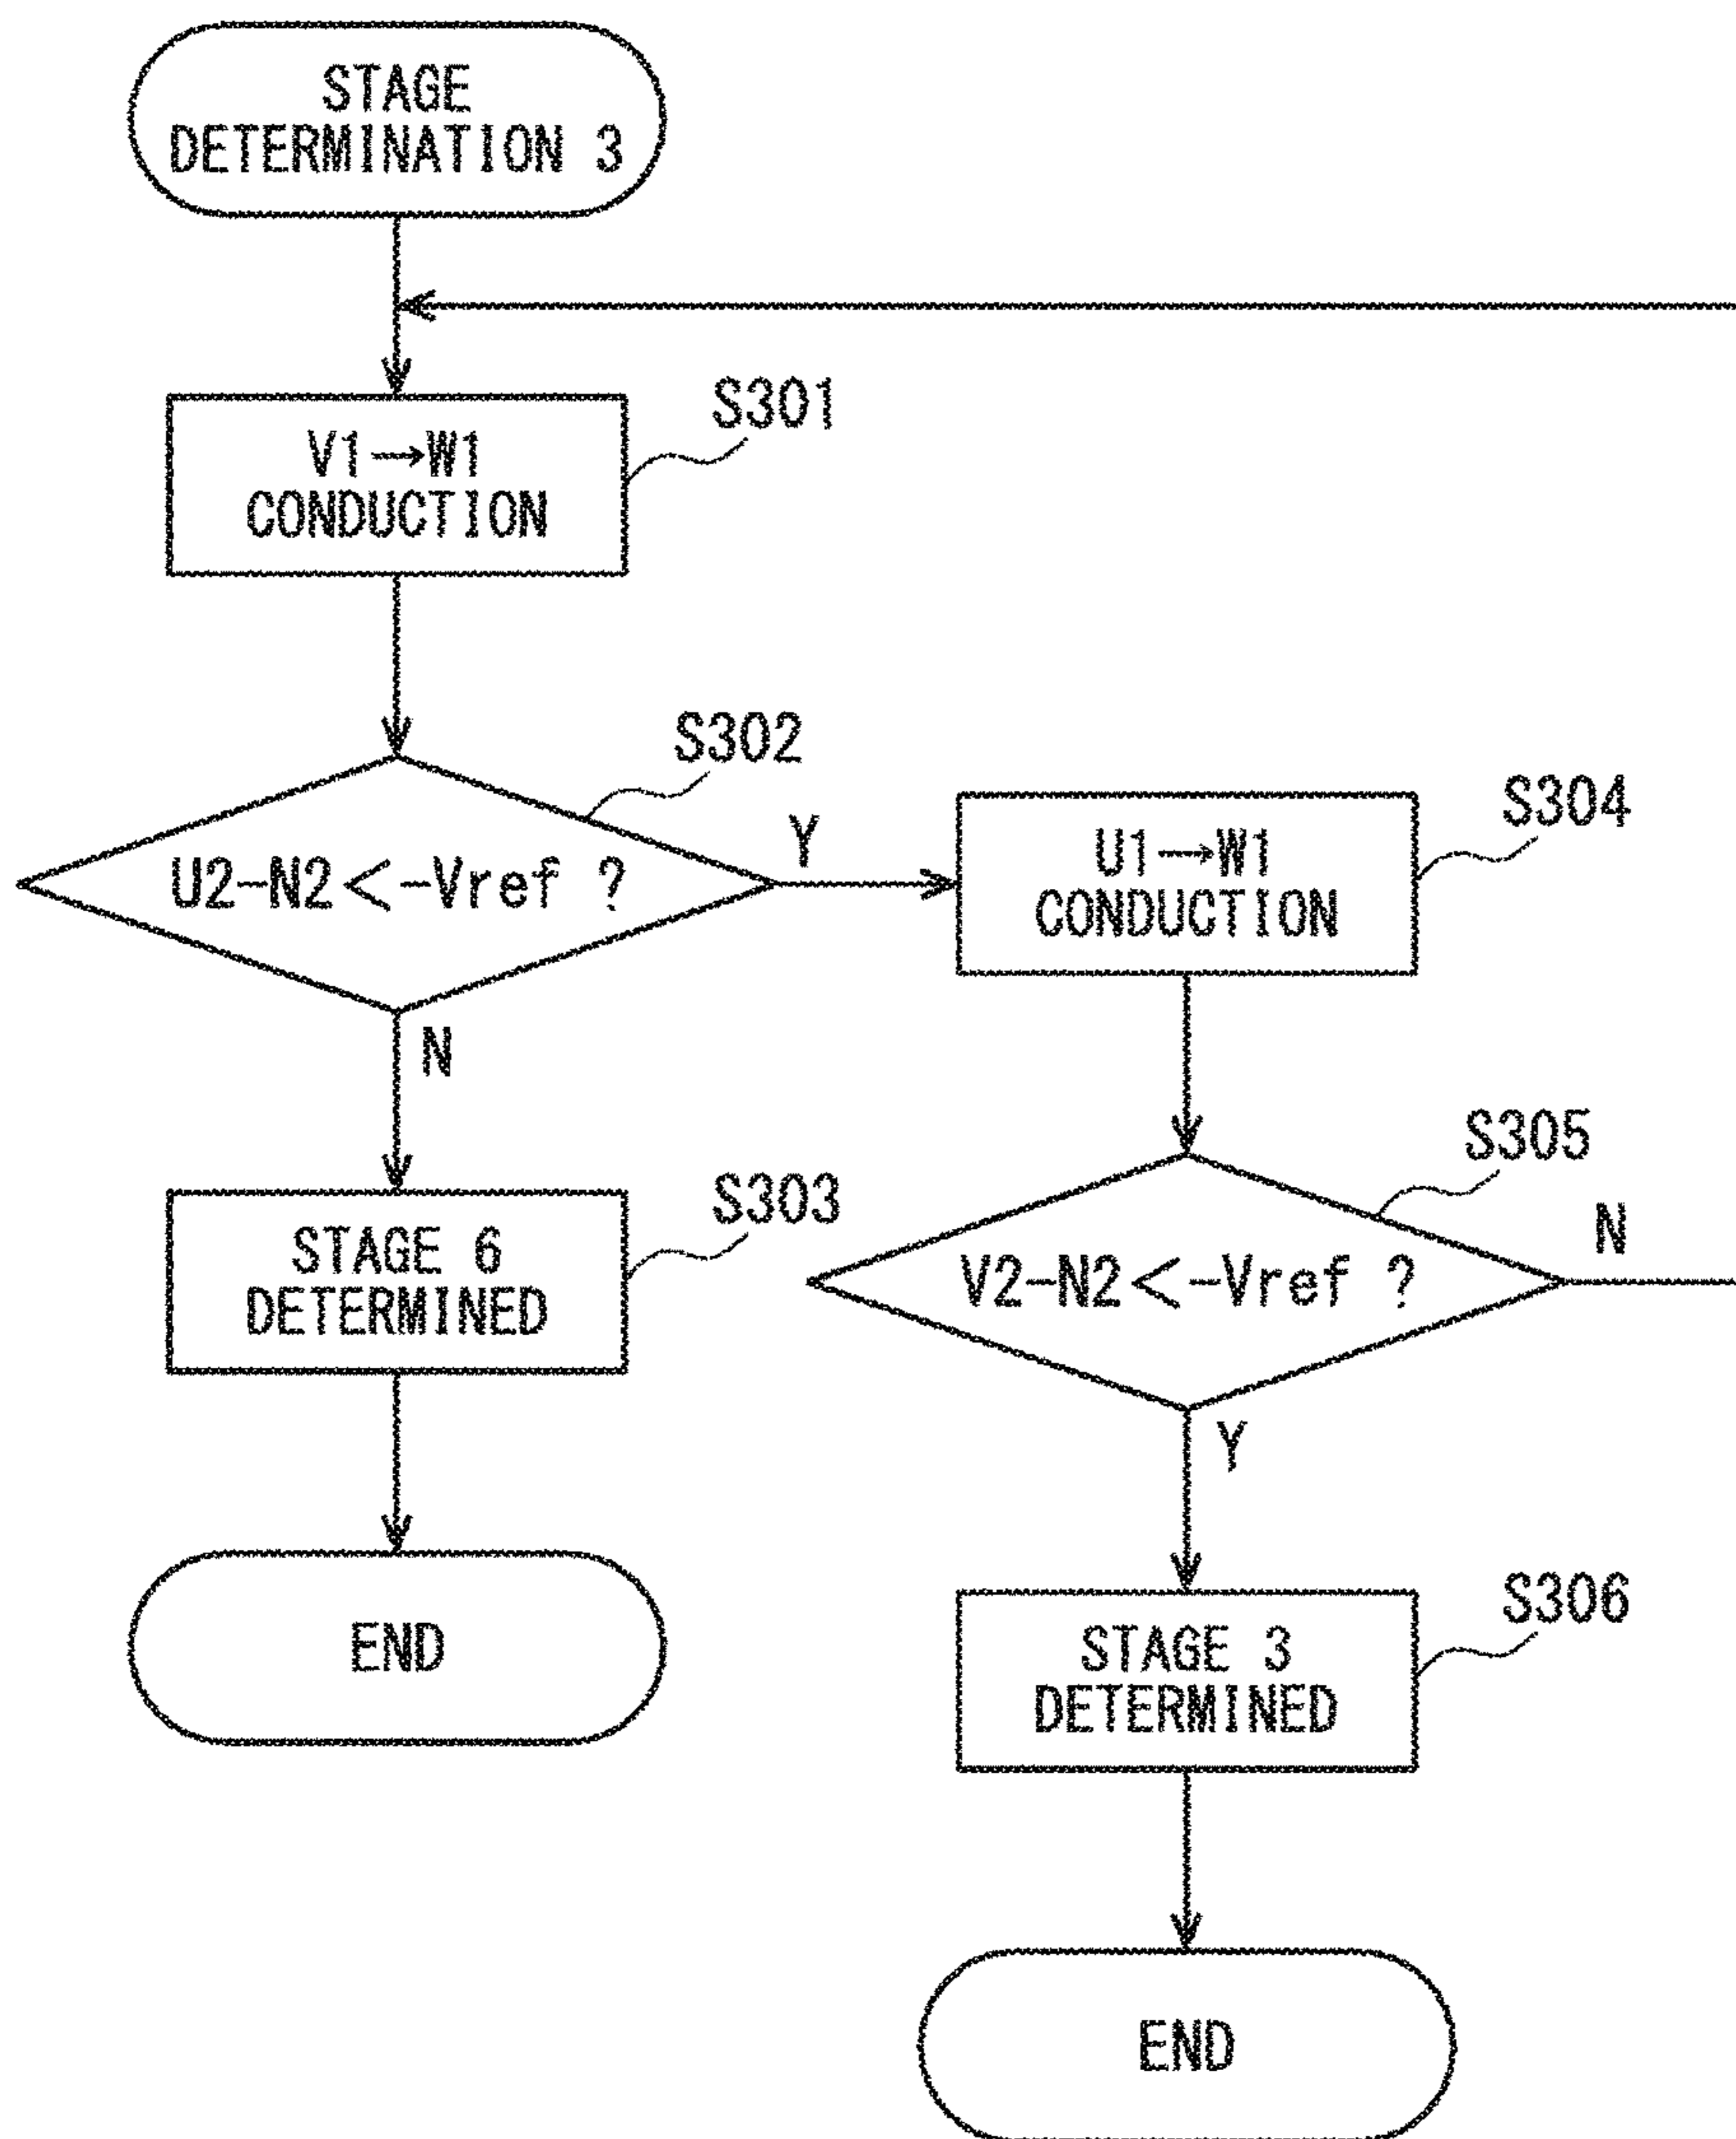 STAGE
DETERMINATION 3
V1→W1
CONDUCTION
S301
U2-N2<-Vref ?
S302
Y
N
STAGE 6
DETERMINED
S303
END
U1→W1
CONDUCTION
S304
V2-N2<-Vref ?
S305
N
Y
STAGE 3
DETERMINED
S306
END